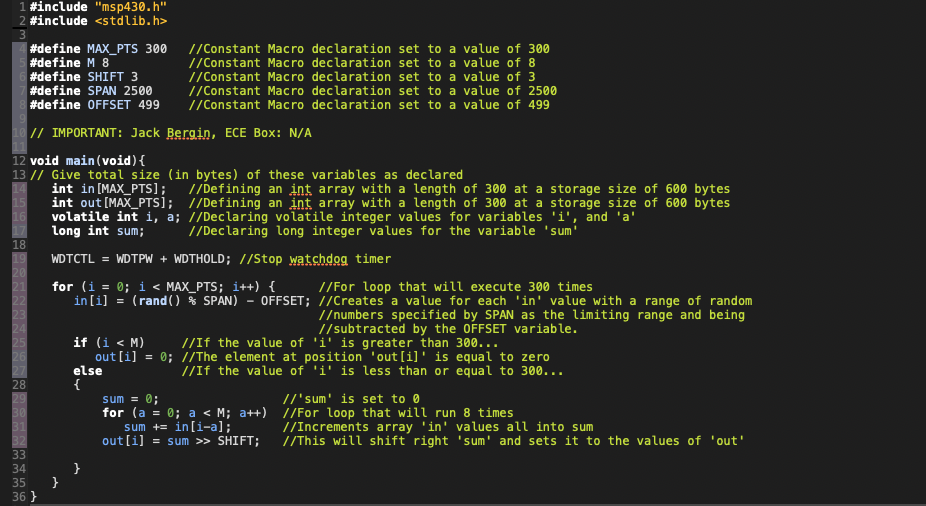 1 #include "msp430.h"
2 #include <stdlib.h>
3
4 #define MAX_PTS 300 //Constant Macro declaration set to a value of 300
5 #define M 8 //Constant Macro declaration set to a value of 8
6 #define SHIFT 3 //Constant Macro declaration set to a value of 3
7 #define SPAN 2500 //Constant Macro declaration set to a value of 2500
8 #define OFFSET 499 //Constant Macro declaration set to a value of 499
9
10 // IMPORTANT: Jack Bergin, ECE Box: N/A
11
12 void main(void){
13 // Give total size (in bytes) of these variables as declared
14 int in[MAX_PTS]; //Defining an int array with a length of 300 at a storage size of 600 bytes
15 int out[MAX_PTS]; //Defining an int array with a length of 300 at a storage size of 600 bytes
16 volatile int i, a; //Declaring volatile integer values for variables 'i', and 'a'
17 long int sum; //Declaring long integer values for the variable 'sum'
18
19 WDTCTL = WDTPW + WDTHOLD; //Stop watchdog timer
20
21 for (i = 0; i < MAX_PTS; i++) { //For loop that will execute 300 times
22 in[i] = (rand() % SPAN) - OFFSET; //Creates a value for each 'in' value with a range of random
23 //numbers specified by SPAN as the limiting range and being
24 //subtracted by the OFFSET variable.
25 if (i < M) //If the value of 'i' is greater than 300...
26 out[i] = 0; //The element at position 'out[i]' is equal to zero
27 else //If the value of 'i' is less than or equal to 300...
28 {
29 sum = 0; //'sum' is set to 0
30 for (a = 0; a < M; a++) //For loop that will run 8 times
31 sum += in[i-a]; //Increments array 'in' values all into sum
32 out[i] = sum >> SHIFT; //This will shift right 'sum' and sets it to the values of 'out'
33
34 }
35 }
36 }